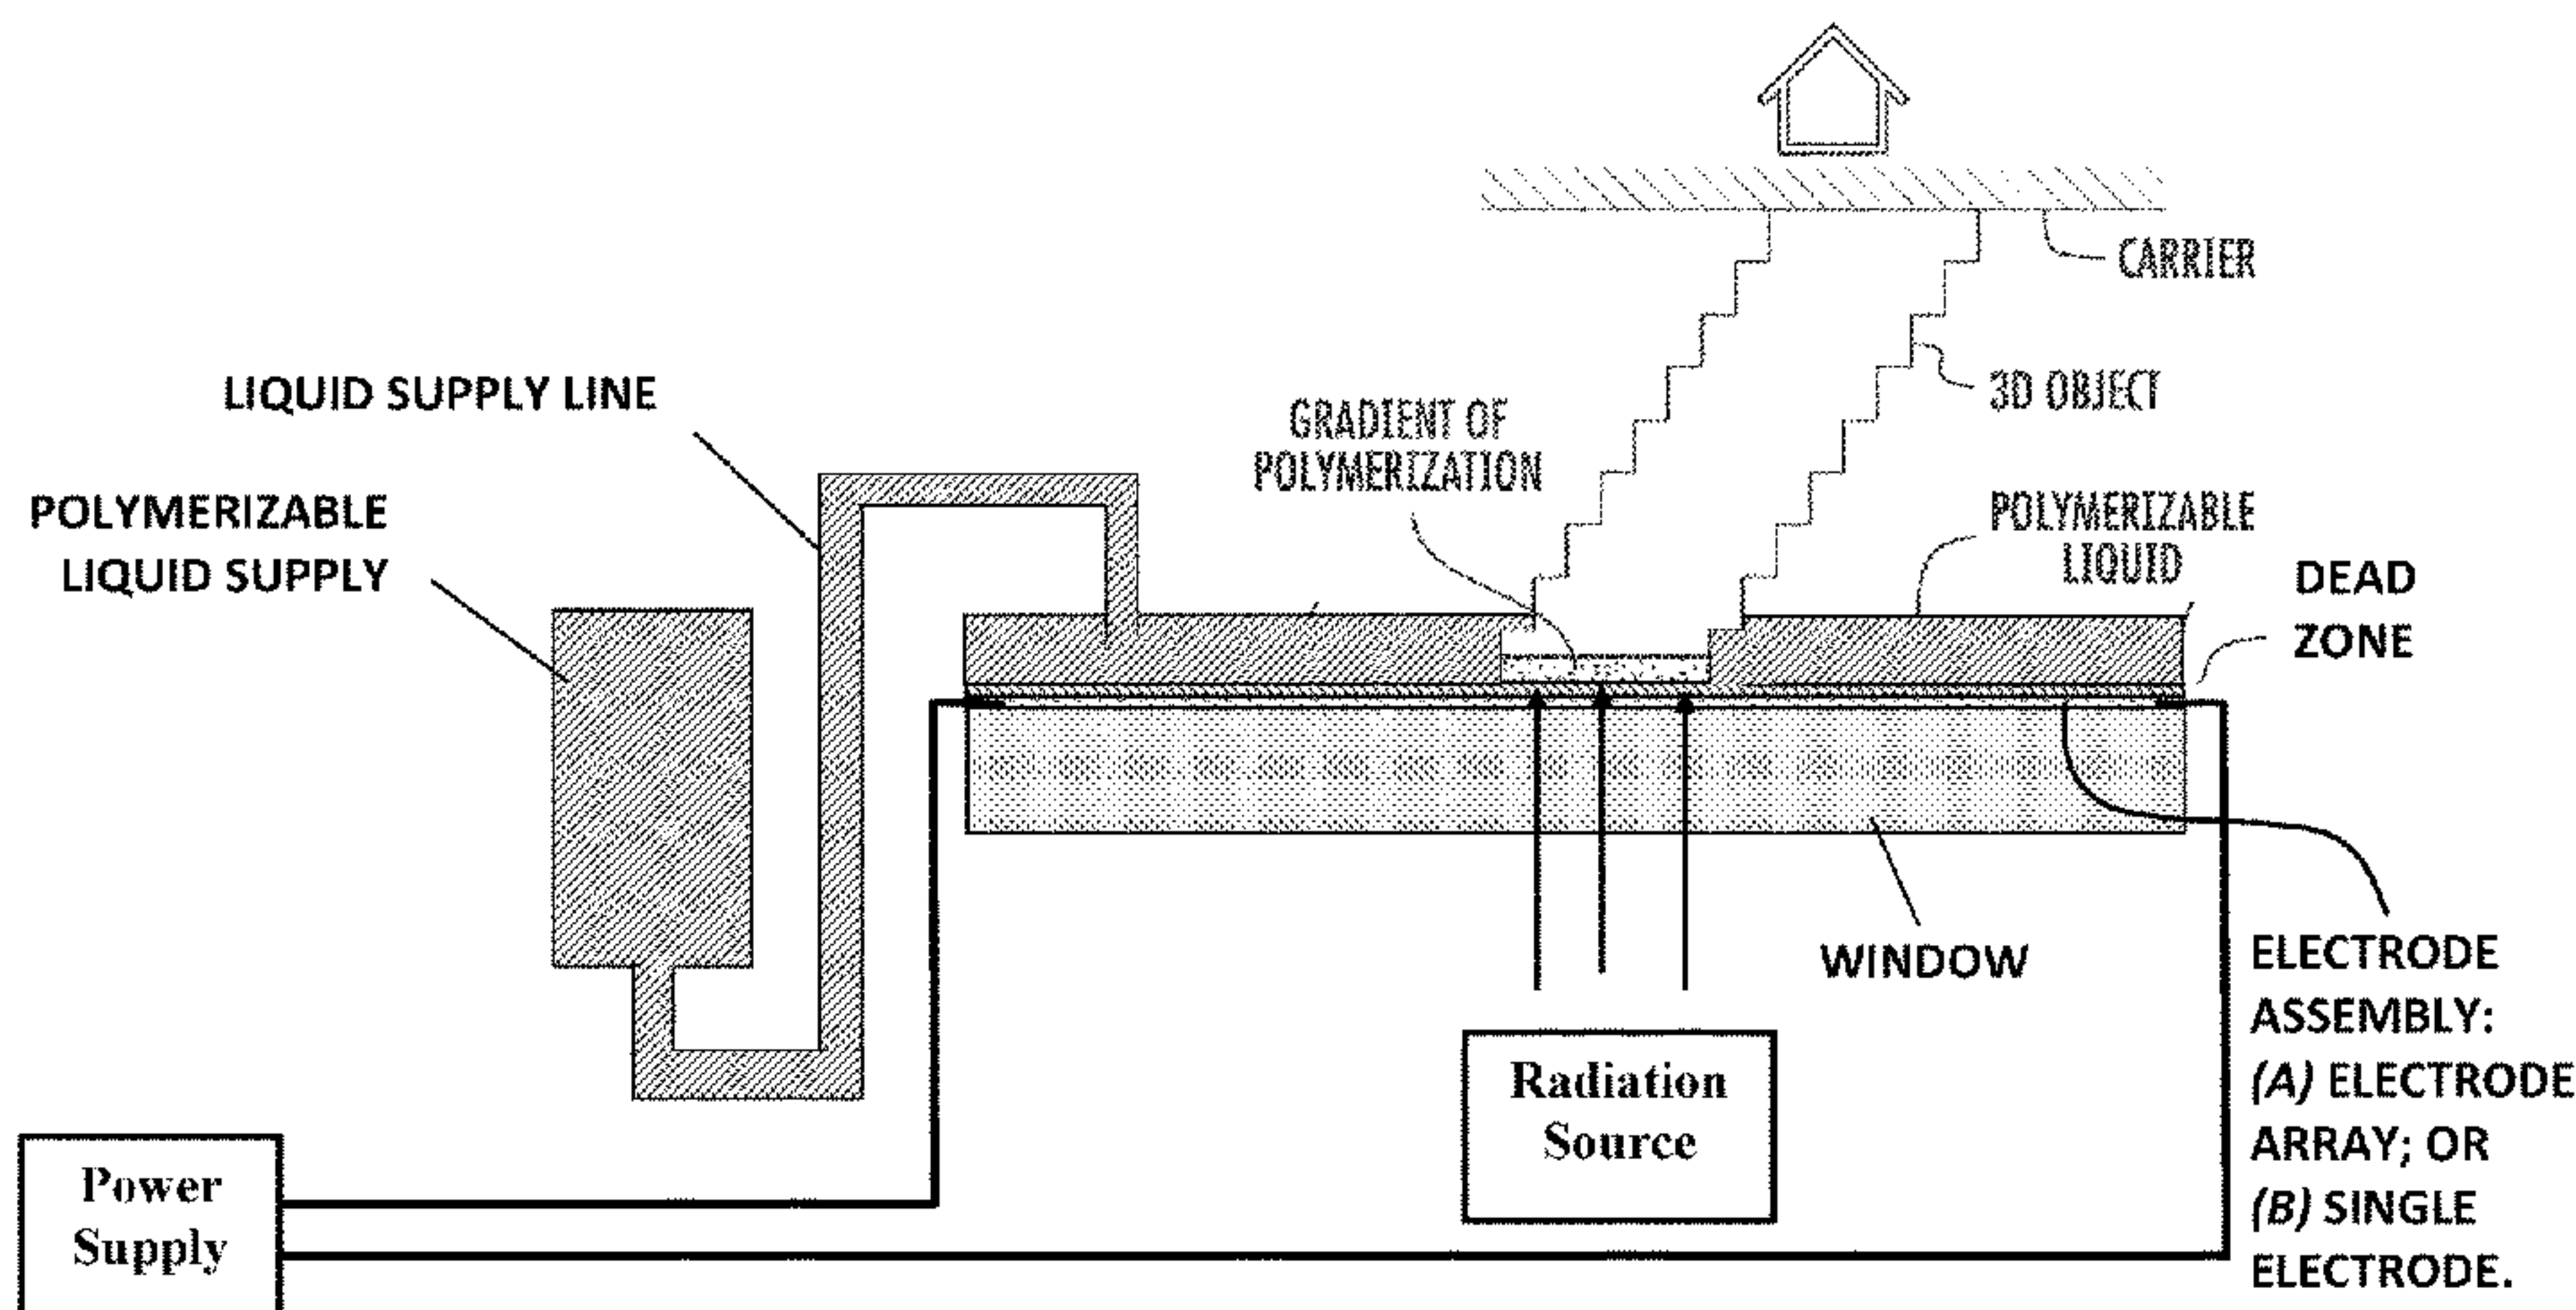 CARRIER
3D OBJECT
LIQUID SUPPLY LINE
GRADIENT OF
POLYMERIZATION
POLYMERIZABLE
LIQUID SUPPLY
POLYMERIZABLE
LIQUID
DEAD
ZONE
WINDOW
ELECTRODE
ASSEMBLY:
(A) ELECTRODE
ARRAY; OR
(B) SINGLE
ELECTRODE.
Radiation
Source
Power
Supply